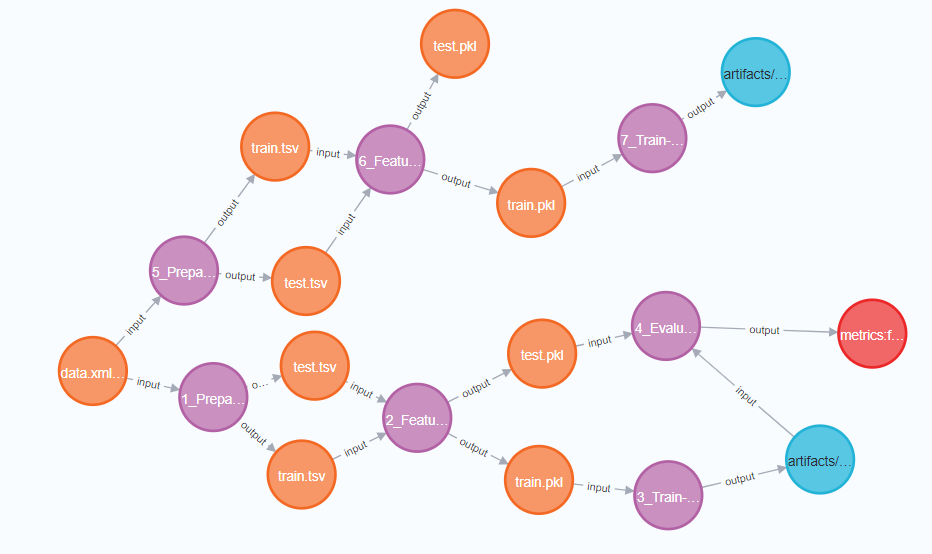 test.pkl
artifacts/…
output
output
train.tsv
input
6_Featu…
7_Train-…
output
input
output
train.pkl
input
5_Prepa…
output
test.tsv
input
data.xml…
input
1_Prepa…
o…
test.tsv
input
output
train.tsv
input
2_Featu…
output
test.pkl
input
4_Evalu…
output
metrics:f…
output
train.pkl
input
3_Train-…
output
artifacts/…
input